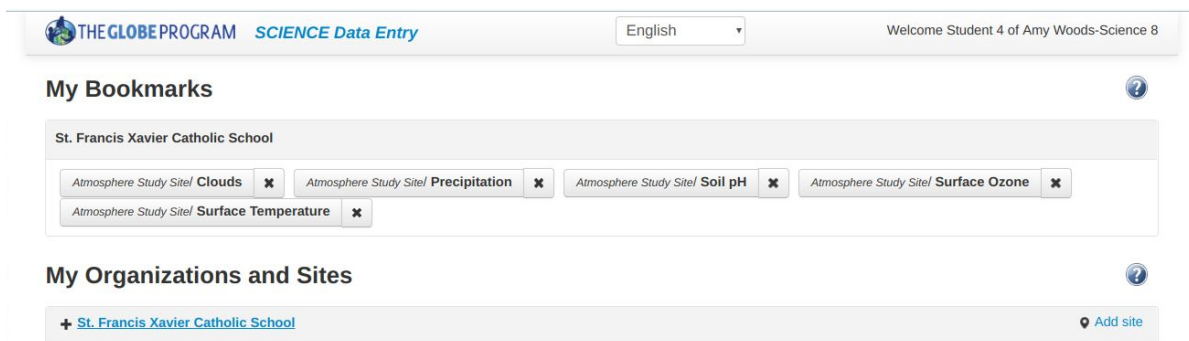 THE GLOBE PROGRAM SCIENCE Data Entry English Welcome Student 4 of Amy Woods-Science 8
My Bookmarks ?
St. Francis Xavier Catholic School
Atmosphere Study Site/ Clouds ✖ Atmosphere Study Site/ Precipitation ✖ Atmosphere Study Site/ Soil pH ✖ Atmosphere Study Site/ Surface Ozone ✖
Atmosphere Study Site/ Surface Temperature ✖
My Organizations and Sites ?
+ St. Francis Xavier Catholic School Add site